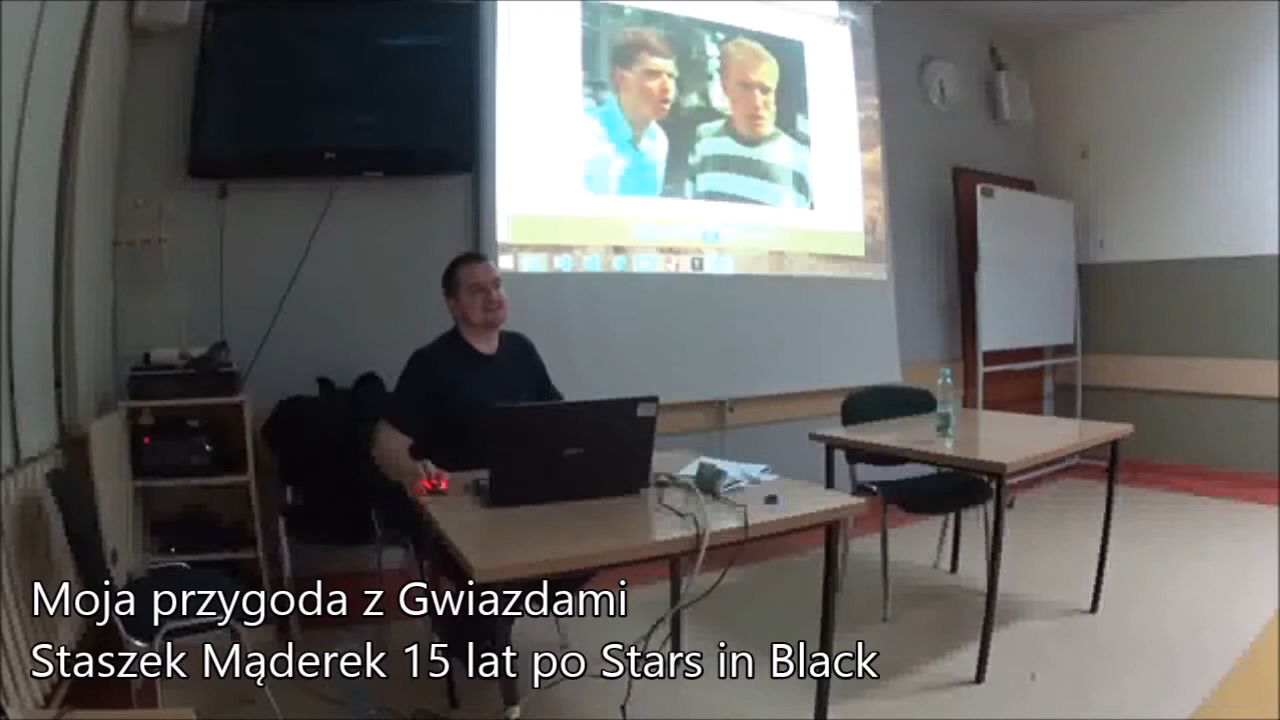 Moja przygoda z Gwiazdami
Staszek Mąderek 15 lat po Stars in Black